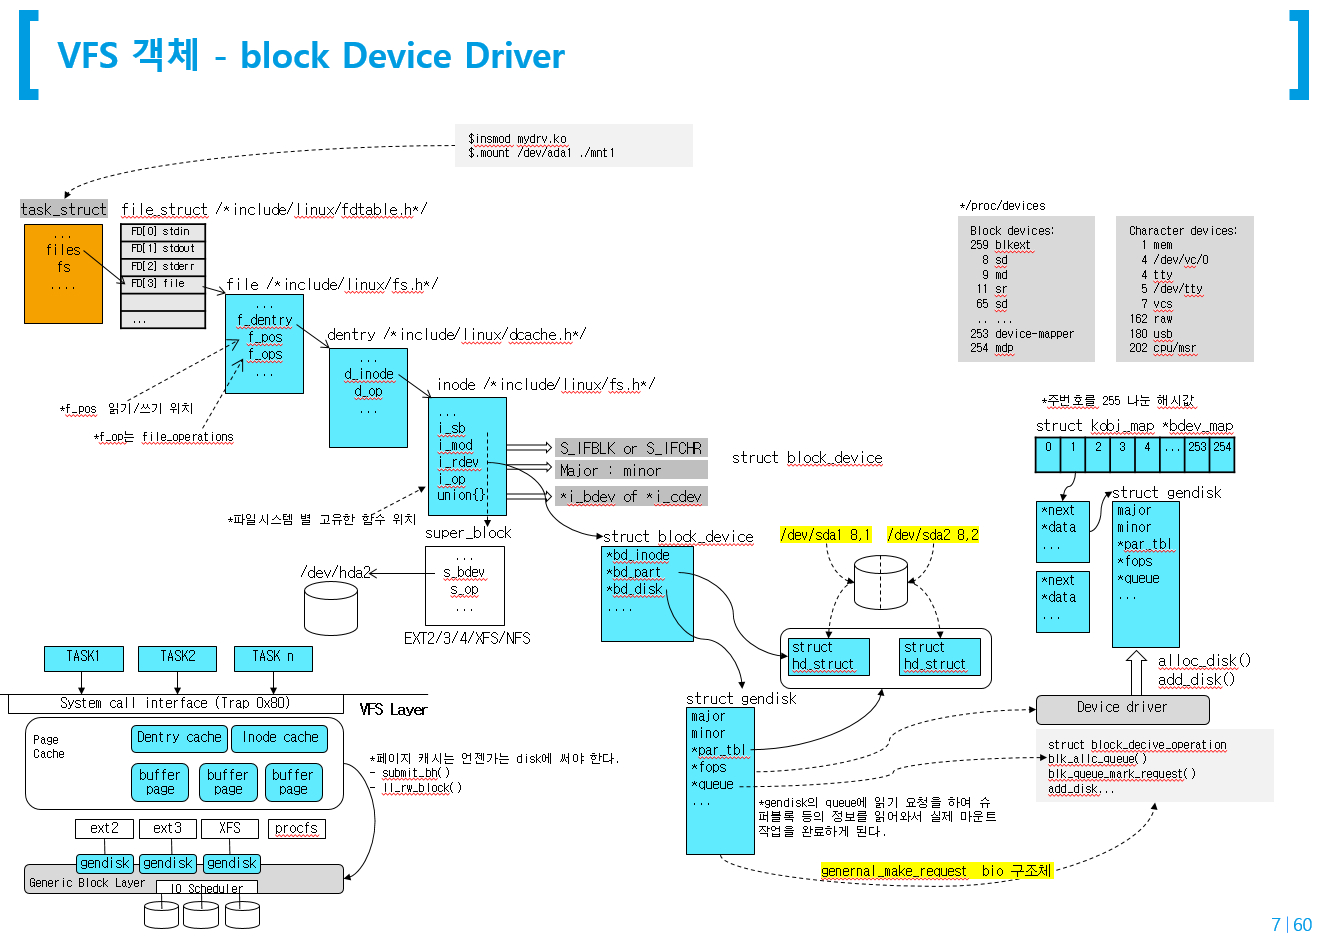 VFS 객체 - block Device Driver
$insmod mydrv.ko
$.mount /dev/ada1 ./mnt1
task_struct
...
files
fs
....
file_struct /*include/linux/fdtable.h*/
FD[0] stdin
FD[1] stdout
FD[2] stderr
FD[3] file
...
file /*include/linux/fs.h*/
...
f_dentry
f_pos
f_ops
...
*f_pos 읽기/쓰기 위치
*f_op는 file_operations
dentry /*include/linux/dcache.h*/
...
d_inode
d_op
...
inode /*include/linux/fs.h*/
...
i_sb
i_mod
i_rdev
i_op
union{}
S_IFBLK or S_IFCHR
Major : minor
*i_bdev of *i_cdev
*파일시스템 별 고유한 함수 위치
struct block_device
super_block
...
s_bdev
s_op
...
/dev/hda2
EXT2/3/4/XFS/NFS
struct block_device
*bd_inode
*bd_part
*bd_disk
....
/dev/sda1 8,1
/dev/sda2 8,2
struct
hd_struct
struct
hd_struct
struct gendisk
major
minor
*par_tbl
*fops
*queue
...
*gendisk의 queue에 읽기 요청을 하여 슈
퍼블록 등의 정보를 읽어와서 실제 마운트
작업을 완료하게 된다.
genernal_make_request bio 구조체
*/proc/devices
Block devices:
259 blkext
8 sd
9 md
11 sr
65 sd
.. ...
253 device-mapper
254 mdp
Character devices:
1 mem
4 /dev/vc/0
4 tty
5 /dev/tty
7 vcs
162 raw
180 usb
202 cpu/msr
*주번호를 255 나눈 해시값
struct kobj_map *bdev_map
0 1 2 3 4 ... 253 254
*next
*data
...
*next
*data
...
struct gendisk
major
minor
*par_tbl
*fops
*queue
...
alloc_disk()
add_disk()
Device driver
struct block_decive_operation
blk_allc_queue()
blk_queue_mark_request()
add_disk...
TASK1
TASK2
TASK n
System call interface (Trap 0x80)
VFS Layer
Page
Cache
Dentry cache
Inode cache
buffer
page
buffer
page
buffer
page
*페이지 캐시는 언젠가는 disk에 써야 한다.
- submit_bh()
- ll_rw_block()
ext2
ext3
XFS
procfs
gendisk
gendisk
gendisk
Generic Block Layer
IO Scheduler
7 | 60